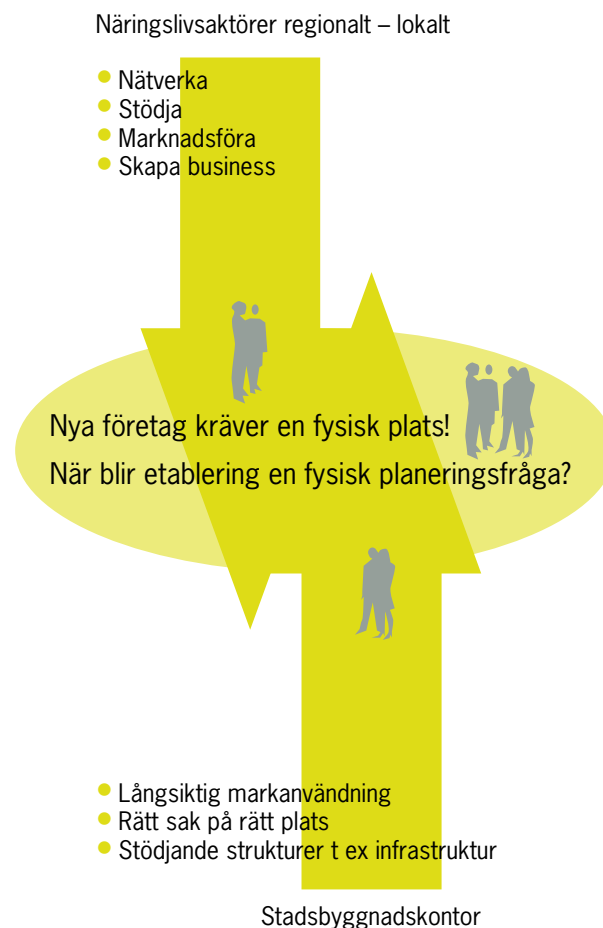 Näringslivsaktörer regionalt – lokalt
• Nätverka
• Stödja
• Marknadsföra
• Skapa business
Nya företag kräver en fysisk plats!
När blir etablering en fysisk planeringsfråga?
• Långsiktig markanvändning
• Rätt sak på rätt plats
• Stödjande strukturer t ex infrastruktur
Stadsbyggnadskontor